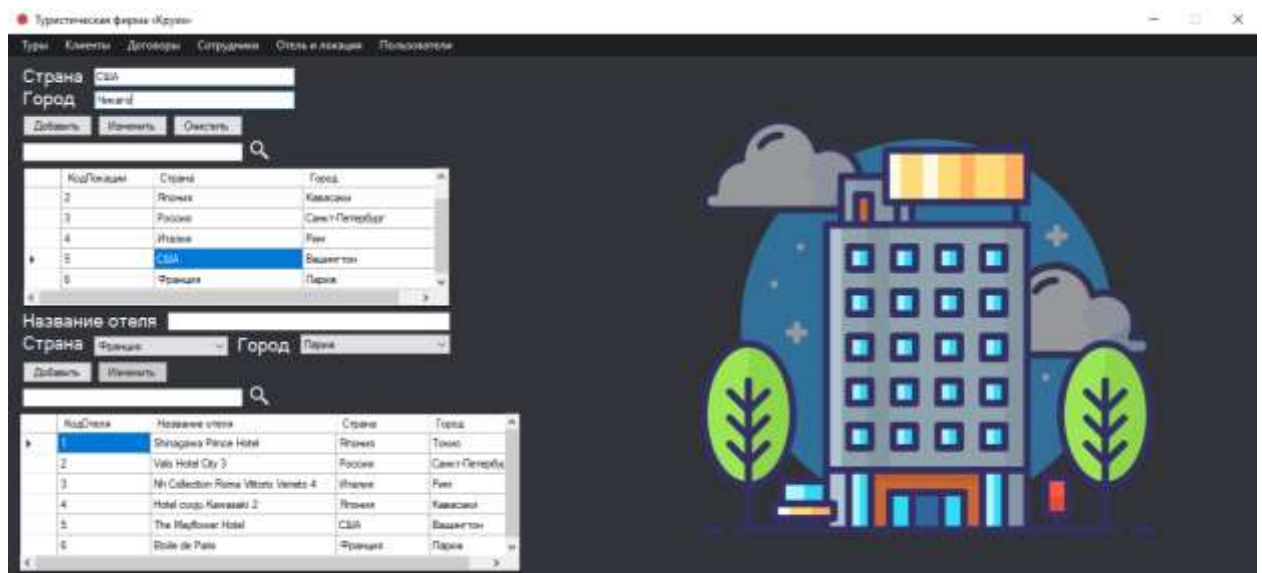 Туристическая фирма «Круиз»
Туры Клиенты Договоры Сотрудники Отель и локация Пользователи
Страна США
Город Чикаго
Добавить Изменить Очистить
КодЛокации Страна Город
2 Япония Кавасаки
3 Россия Санкт-Петербург
4 Италия Рим
5 США Вашингтон
6 Франция Париж
Название отеля
Страна Франция Город Париж
Добавить Изменить
КодОтеля Название отеля Страна Город
1 Shinagawa Prince Hotel Япония Токио
2 Valo Hotel City 3 Россия Санкт-Петербу
3 Nh Collection Roma Vittorio Veneto 4 Италия Рим
4 Hotel Kawasaki 2 Япония Кавасаки
5 The Mayflower Hotel США Вашингтон
6 Etoile de Paris Франция Париж